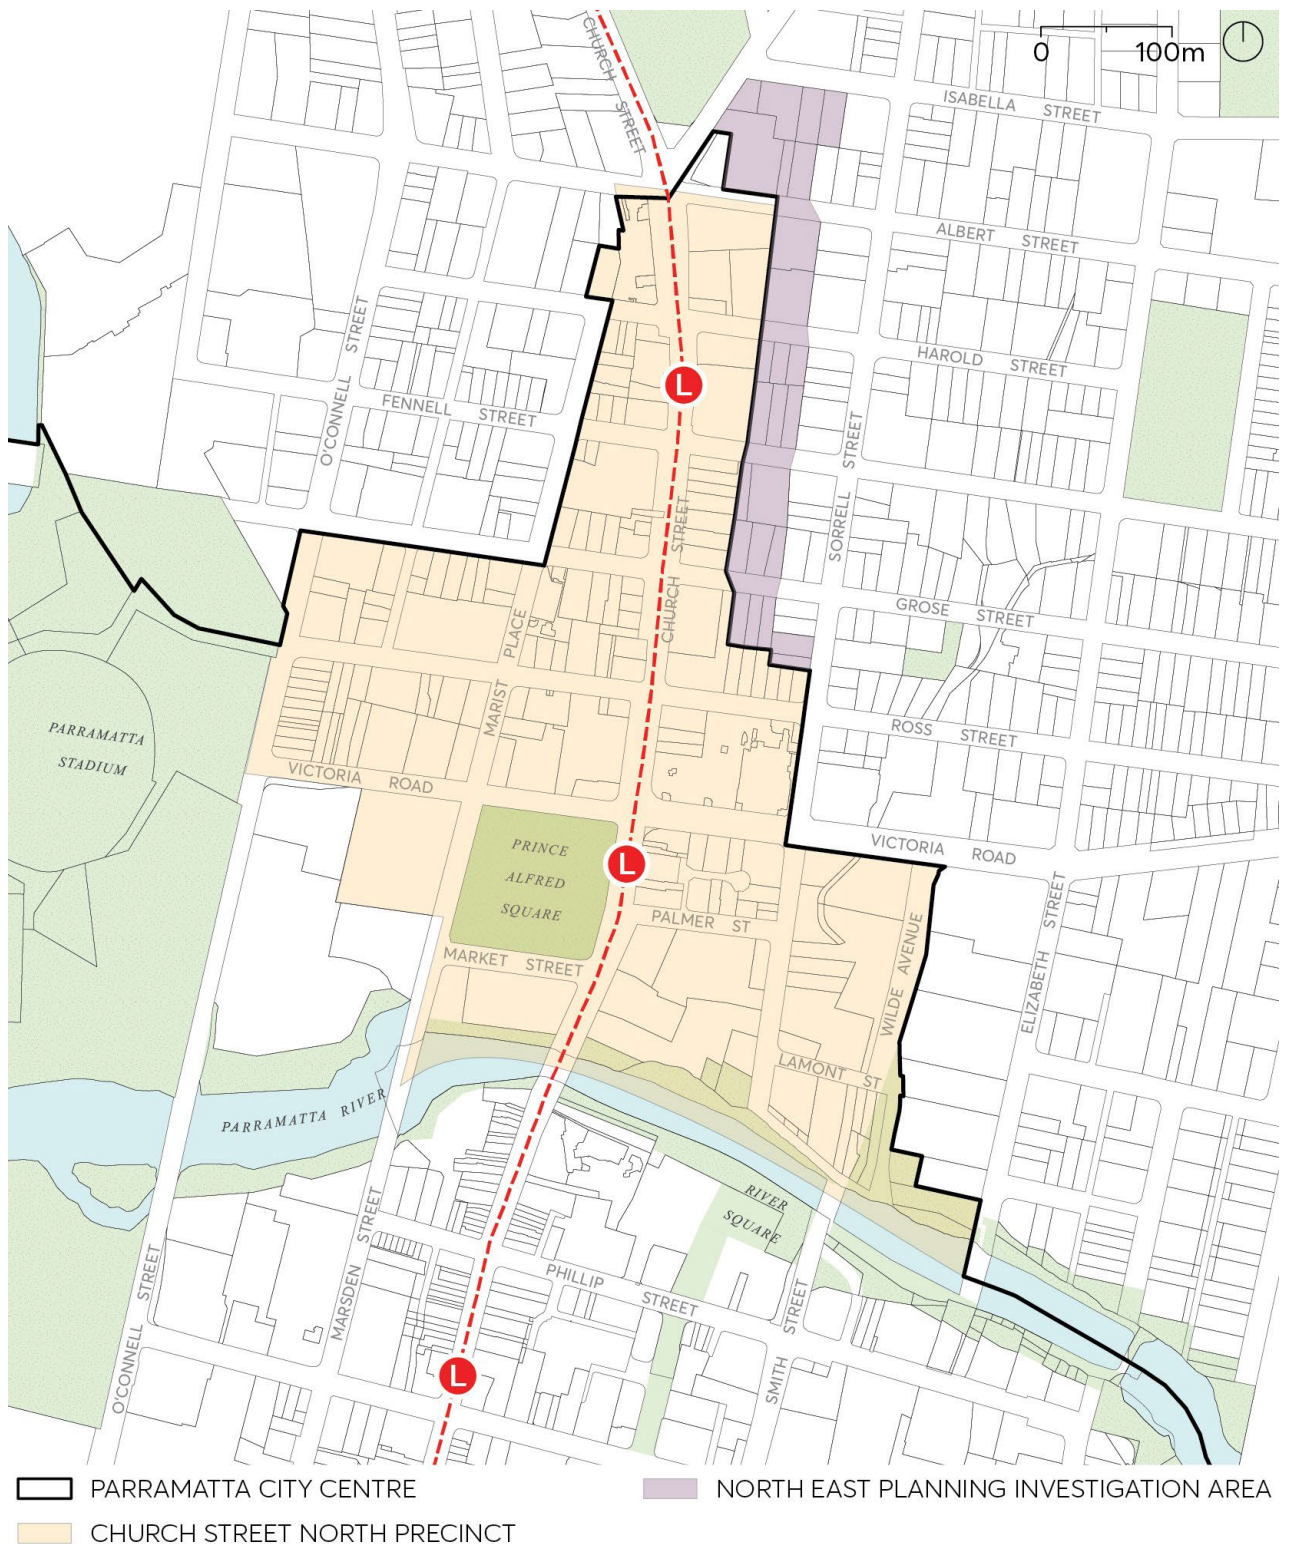 CHURCH STREET
0 100m
ISABELLA STREET
ALBERT STREET
HAROLD STREET
O'CONNELL STREET
FENNELL STREET
L
SORRELL STREET
CHURCH STREET
GROSE STREET
MARIST PLACE
ROSS STREET
PARRAMATTA
STADIUM
VICTORIA ROAD
VICTORIA ROAD
PRINCE
ALFRED
SQUARE
L
PALMER ST
MARKET STREET
WILDE AVENUE
ELIZABETH STREET
LAMONT ST
PARRAMATTA RIVER
RIVER
SQUARE
MARSDEN STREET
O'CONNELL STREET
PHILLIP STREET
SMITH STREET
L
PARRAMATTA CITY CENTRE
NORTH EAST PLANNING INVESTIGATION AREA
CHURCH STREET NORTH PRECINCT